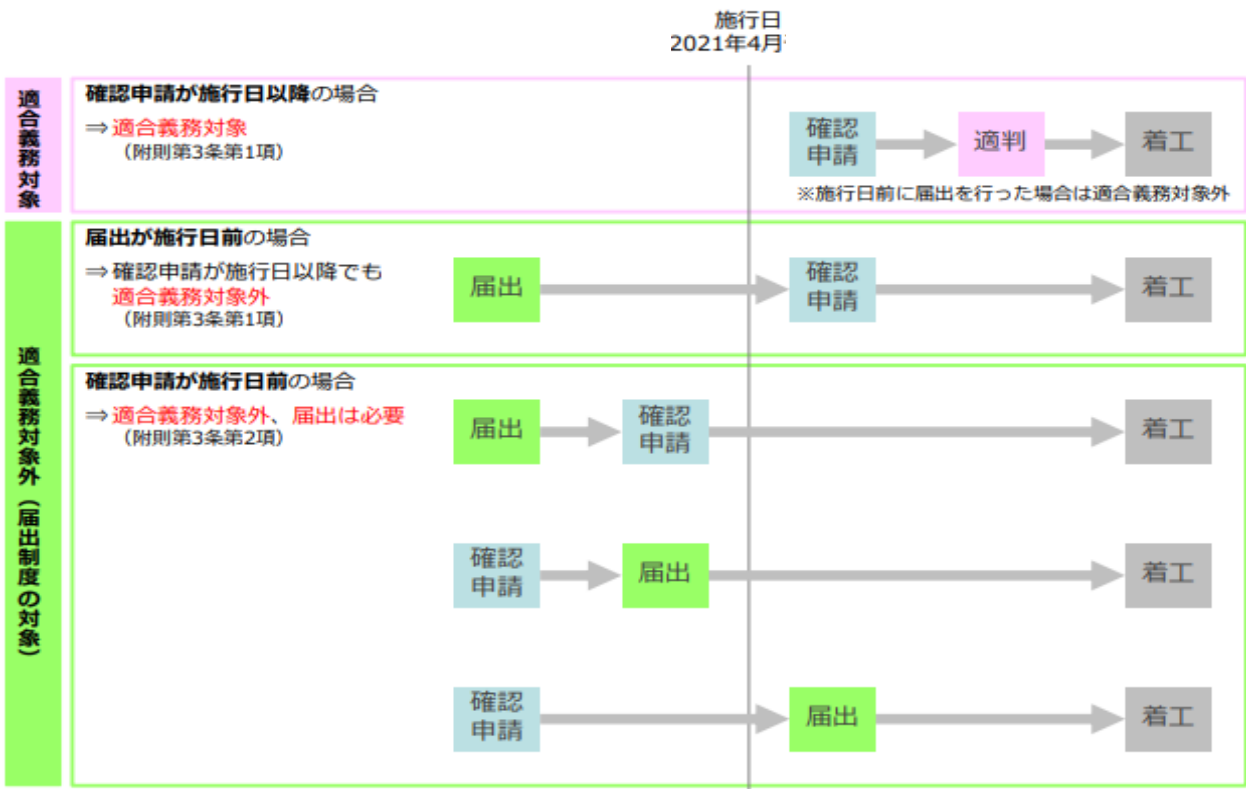 施行日
2021年4月
適合義務対象
確認申請が施行日以降の場合
⇒適合義務対象
(附則第3条第1項)
確認
申請
適判
着工
※施行日前に届出を行った場合は適合義務対象外
適合義務対象外(届出制度の対象)
届出が施行日前の場合
⇒確認申請が施行日以降でも
適合義務対象外
(附則第3条第1項)
届出
確認
申請
着工
確認申請が施行日前の場合
⇒適合義務対象外、届出は必要
(附則第3条第2項)
届出
確認
申請
着工
確認
申請
届出
着工
確認
申請
届出
着工